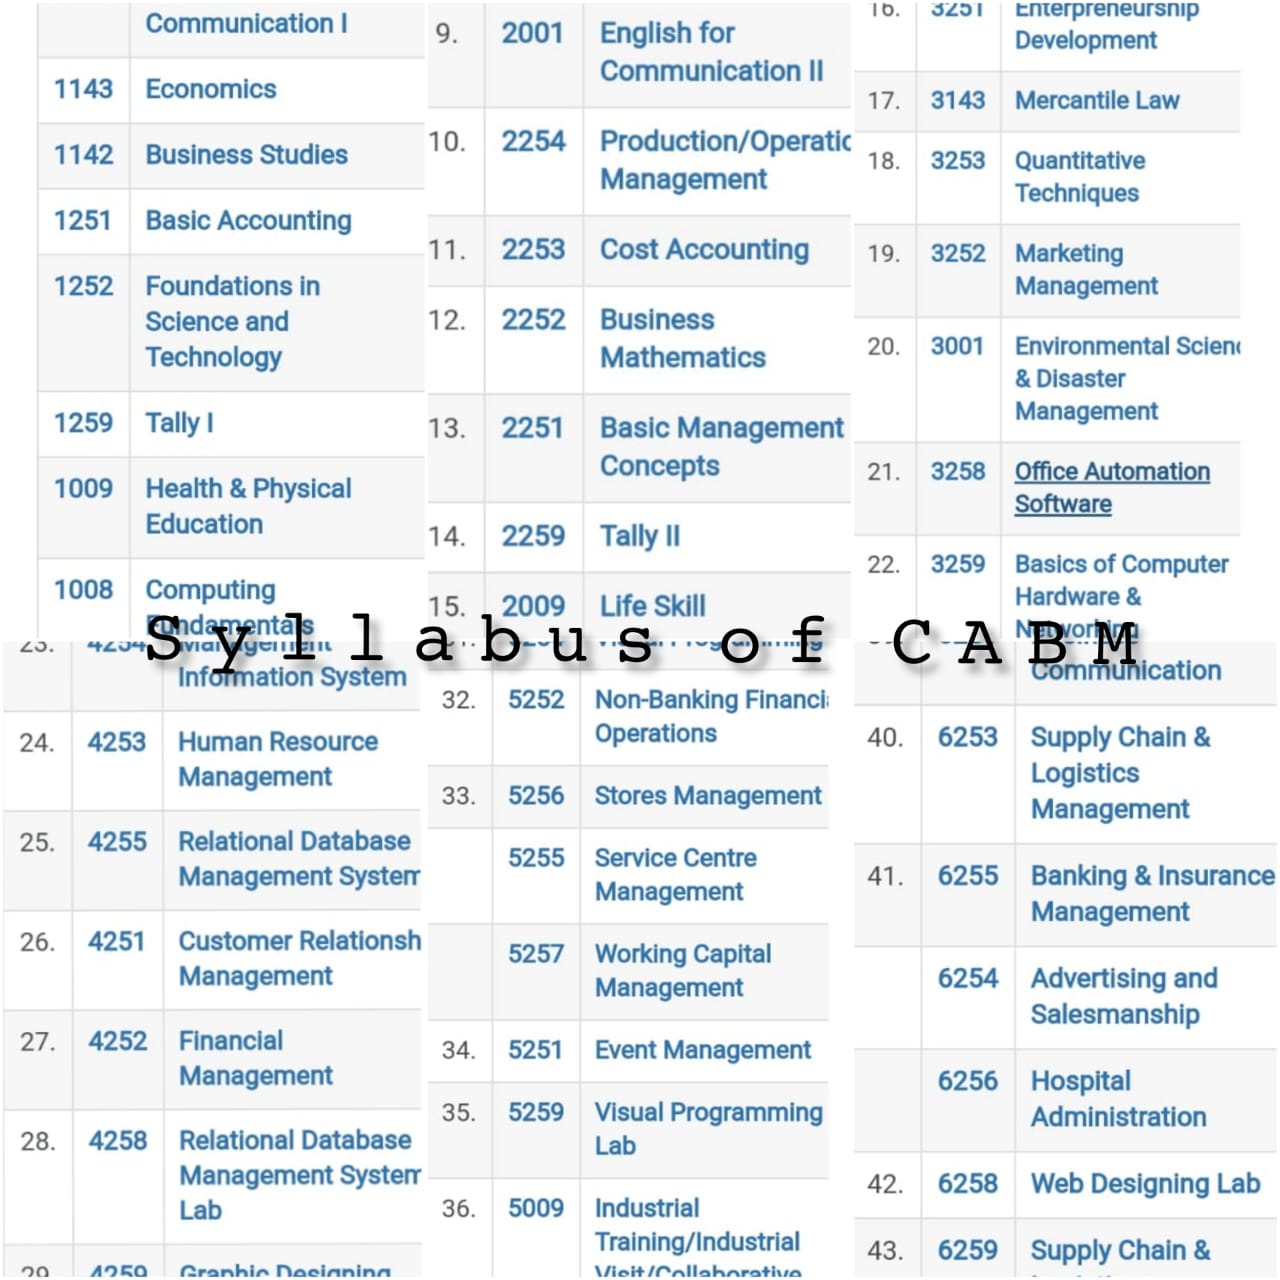 Communication I
1143 Economics
1142 Business Studies
1251 Basic Accounting
1252 Foundations in
Science and
Technology
1259 Tally I
1009 Health & Physical
Education
1008 Computing
Fundamentals
9. 2001 English for
Communication II
10. 2254 Production/Operatio
Management
11. 2253 Cost Accounting
12. 2252 Business
Mathematics
13. 2251 Basic Management
Concepts
14. 2259 Tally II
15. 2009 Life Skill
16. 3251 Enterpreneurship
Development
17. 3143 Mercantile Law
18. 3253 Quantitative
Techniques
19. 3252 Marketing
Management
20. 3001 Environmental Scienc
& Disaster
Management
21. 3258 Office Automation
Software
22. 3259 Basics of Computer
Hardware &
Networking
Syllabus of CABM
23. 4254 Management
Information System
24. 4253 Human Resource
Management
25. 4255 Relational Database
Management System
26. 4251 Customer Relationsh
Management
27. 4252 Financial
Management
28. 4258 Relational Database
Management System
Lab
29. 4259 Graphic Designing
Programming
32. 5252 Non-Banking Financi
Operations
33. 5256 Stores Management
5255 Service Centre
Management
5257 Working Capital
Management
34. 5251 Event Management
35. 5259 Visual Programming
Lab
36. 5009 Industrial
Training/Industrial
Visit/Collaborative
Communication
40. 6253 Supply Chain &
Logistics
Management
41. 6255 Banking & Insurance
Management
6254 Advertising and
Salesmanship
6256 Hospital
Administration
42. 6258 Web Designing Lab
43. 6259 Supply Chain &